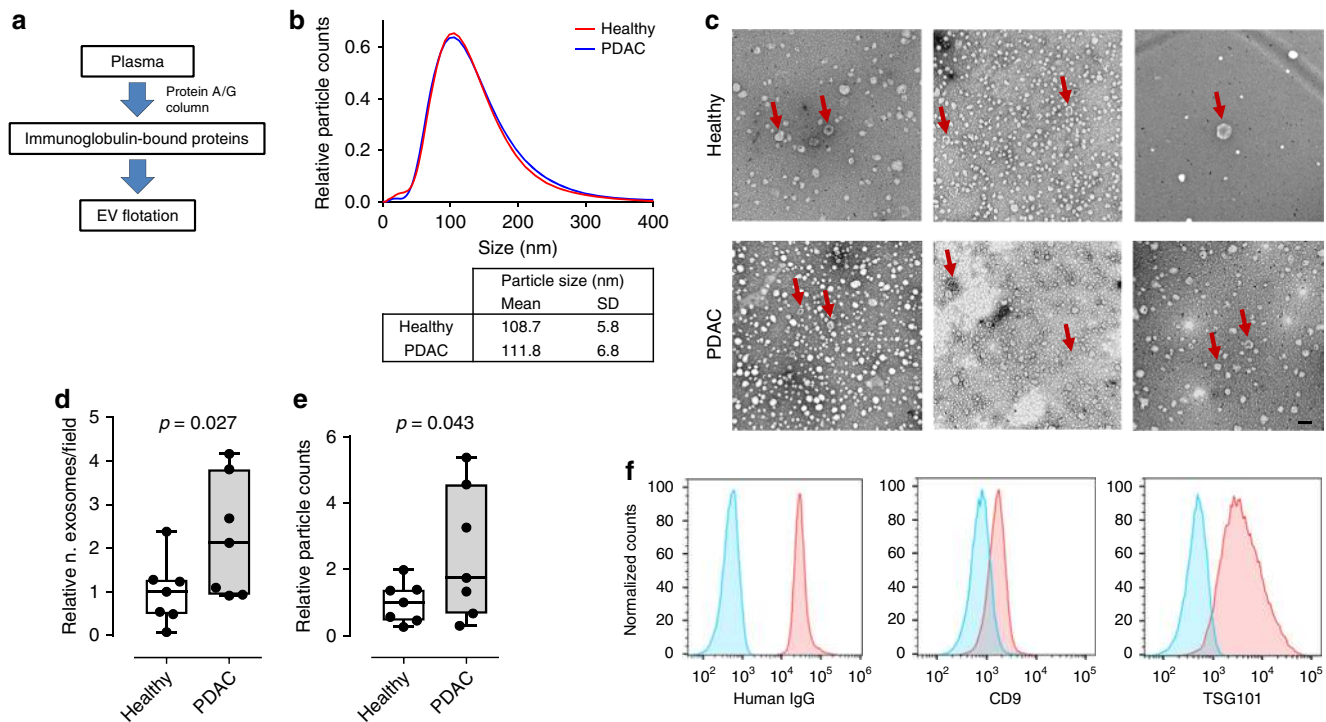 a
Plasma
Protein A/G
column
Immunoglobulin-bound proteins
EV flotation
b
Relative particle counts
0.6
0.4
0.2
0.0
0 100 200 300 400
Size (nm)
Healthy
PDAC
Particle size (nm)
Mean SD
Healthy 108.7 5.8
PDAC 111.8 6.8
c
Healthy
PDAC
d
p = 0.027
Relative n. exosomes/field
5
4
3
2
1
0
Healthy PDAC
e
p = 0.043
Relative particle counts
6
4
2
0
Healthy PDAC
f
Normalized counts
100
80
60
40
20
0
10² 10³ 10⁴ 10⁵ 10⁶
Human IgG
100
80
60
40
20
0
10² 10³ 10⁴ 10⁵
CD9
100
80
60
40
20
0
10² 10³ 10⁴ 10⁵
TSG101